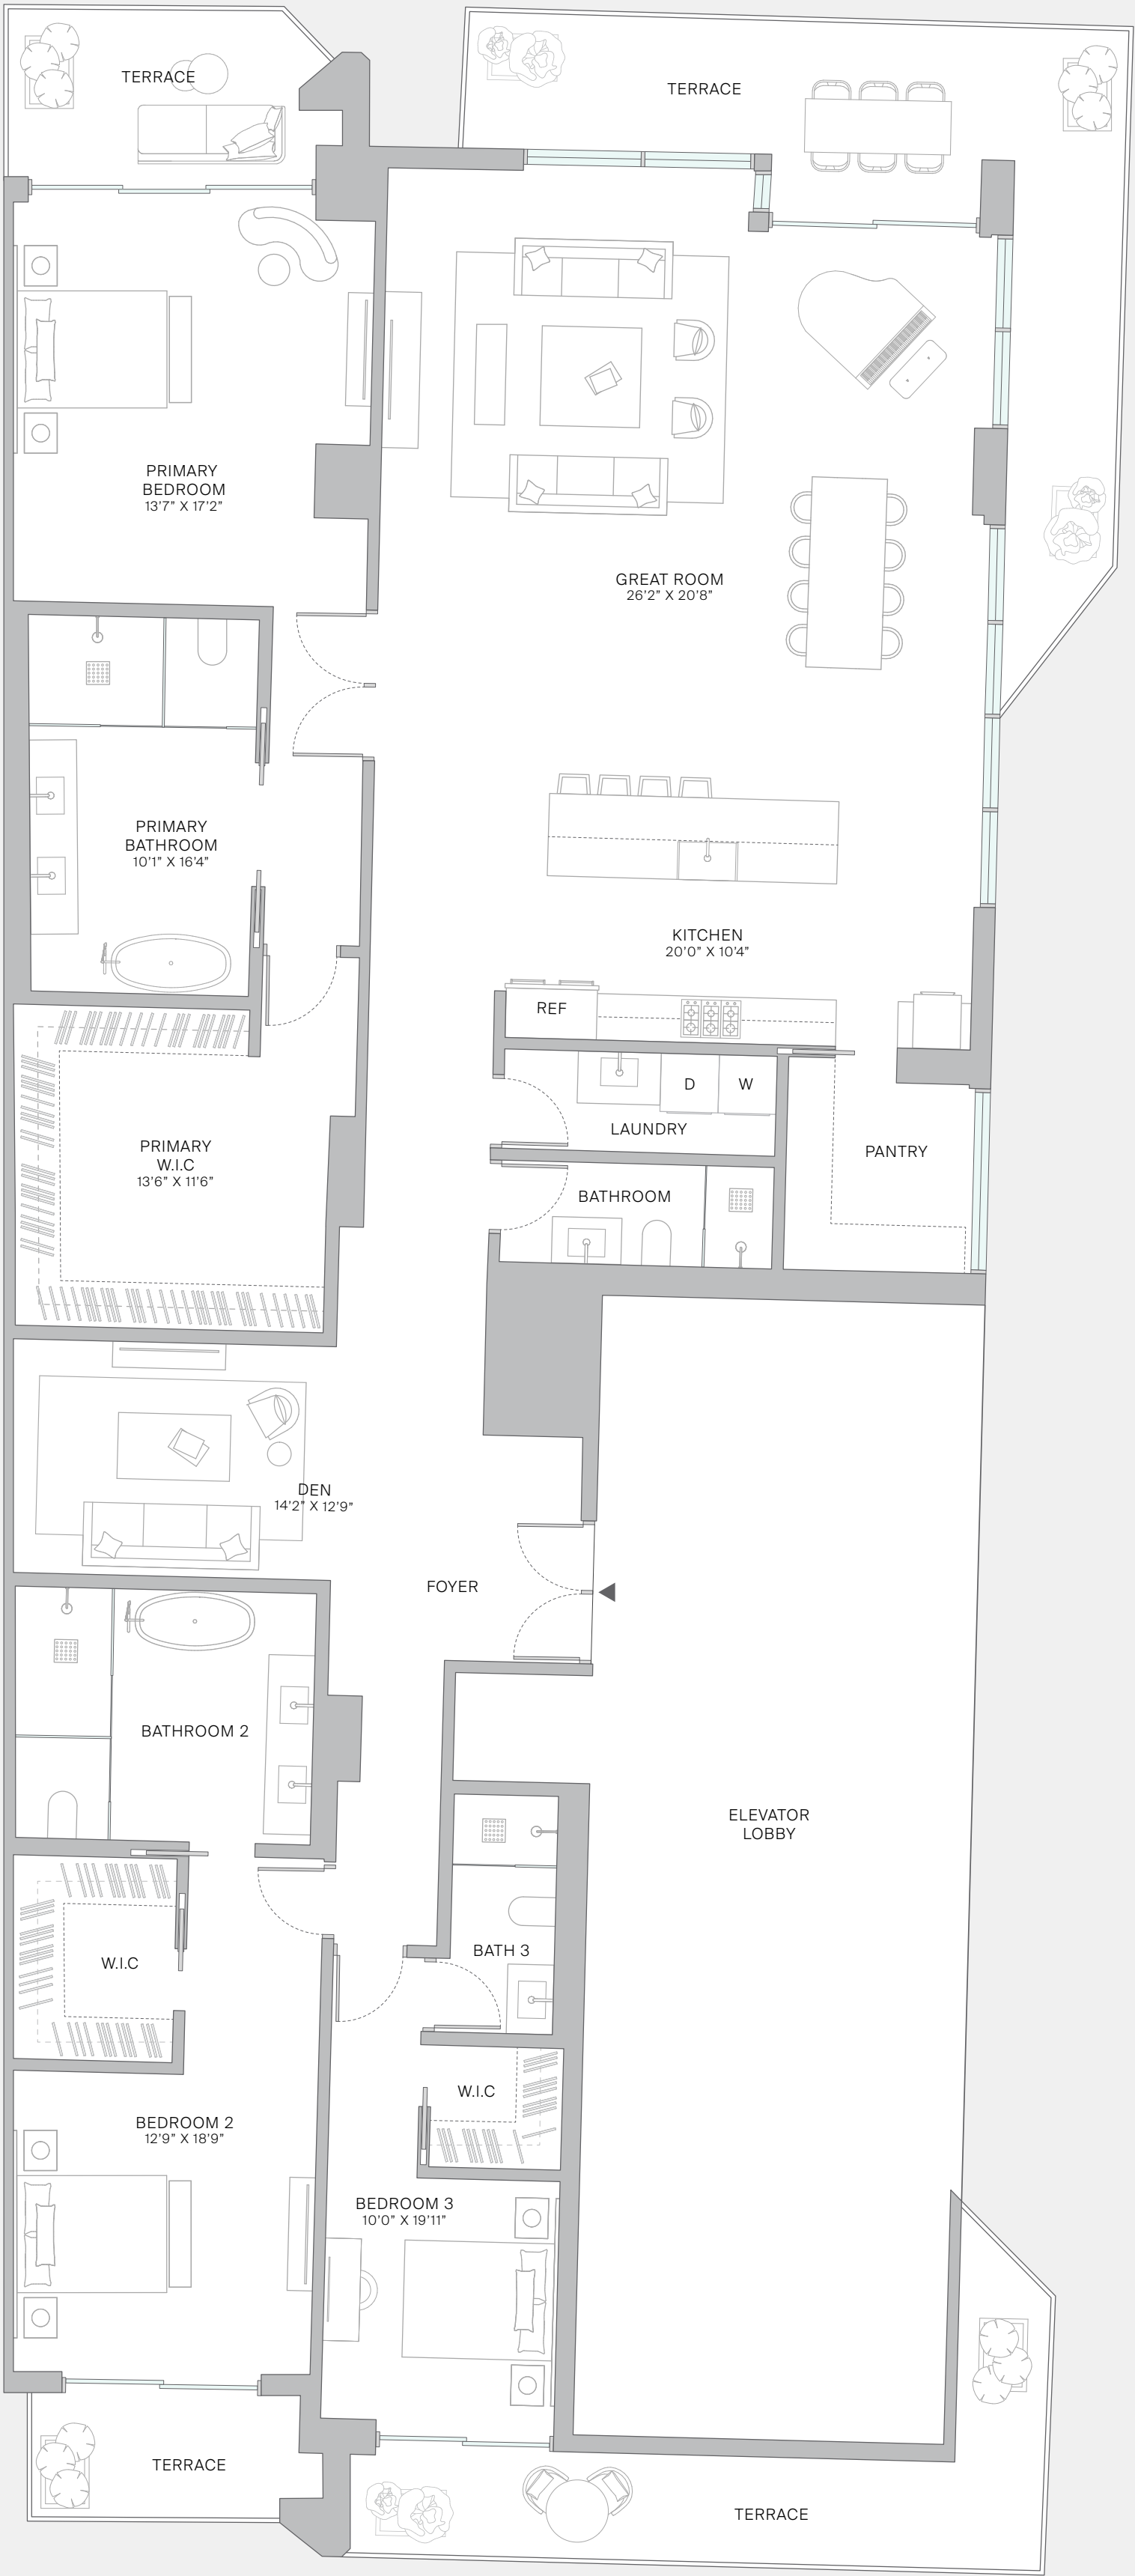 TERRACE
TERRACE
PRIMARY
BEDROOM
13'7" X 17'2"
GREAT ROOM
26'2" X 20'8"
PRIMARY
BATHROOM
10'1" X 16'4"
KITCHEN
20'0" X 10'4"
REF
D
W
LAUNDRY
PANTRY
PRIMARY
W.I.C
13'6" X 11'6"
BATHROOM
DEN
14'2" X 12'9"
FOYER
BATHROOM 2
ELEVATOR
LOBBY
W.I.C
BATH 3
W.I.C
BEDROOM 2
12'9" X 18'9"
BEDROOM 3
10'0" X 19'11"
TERRACE
TERRACE